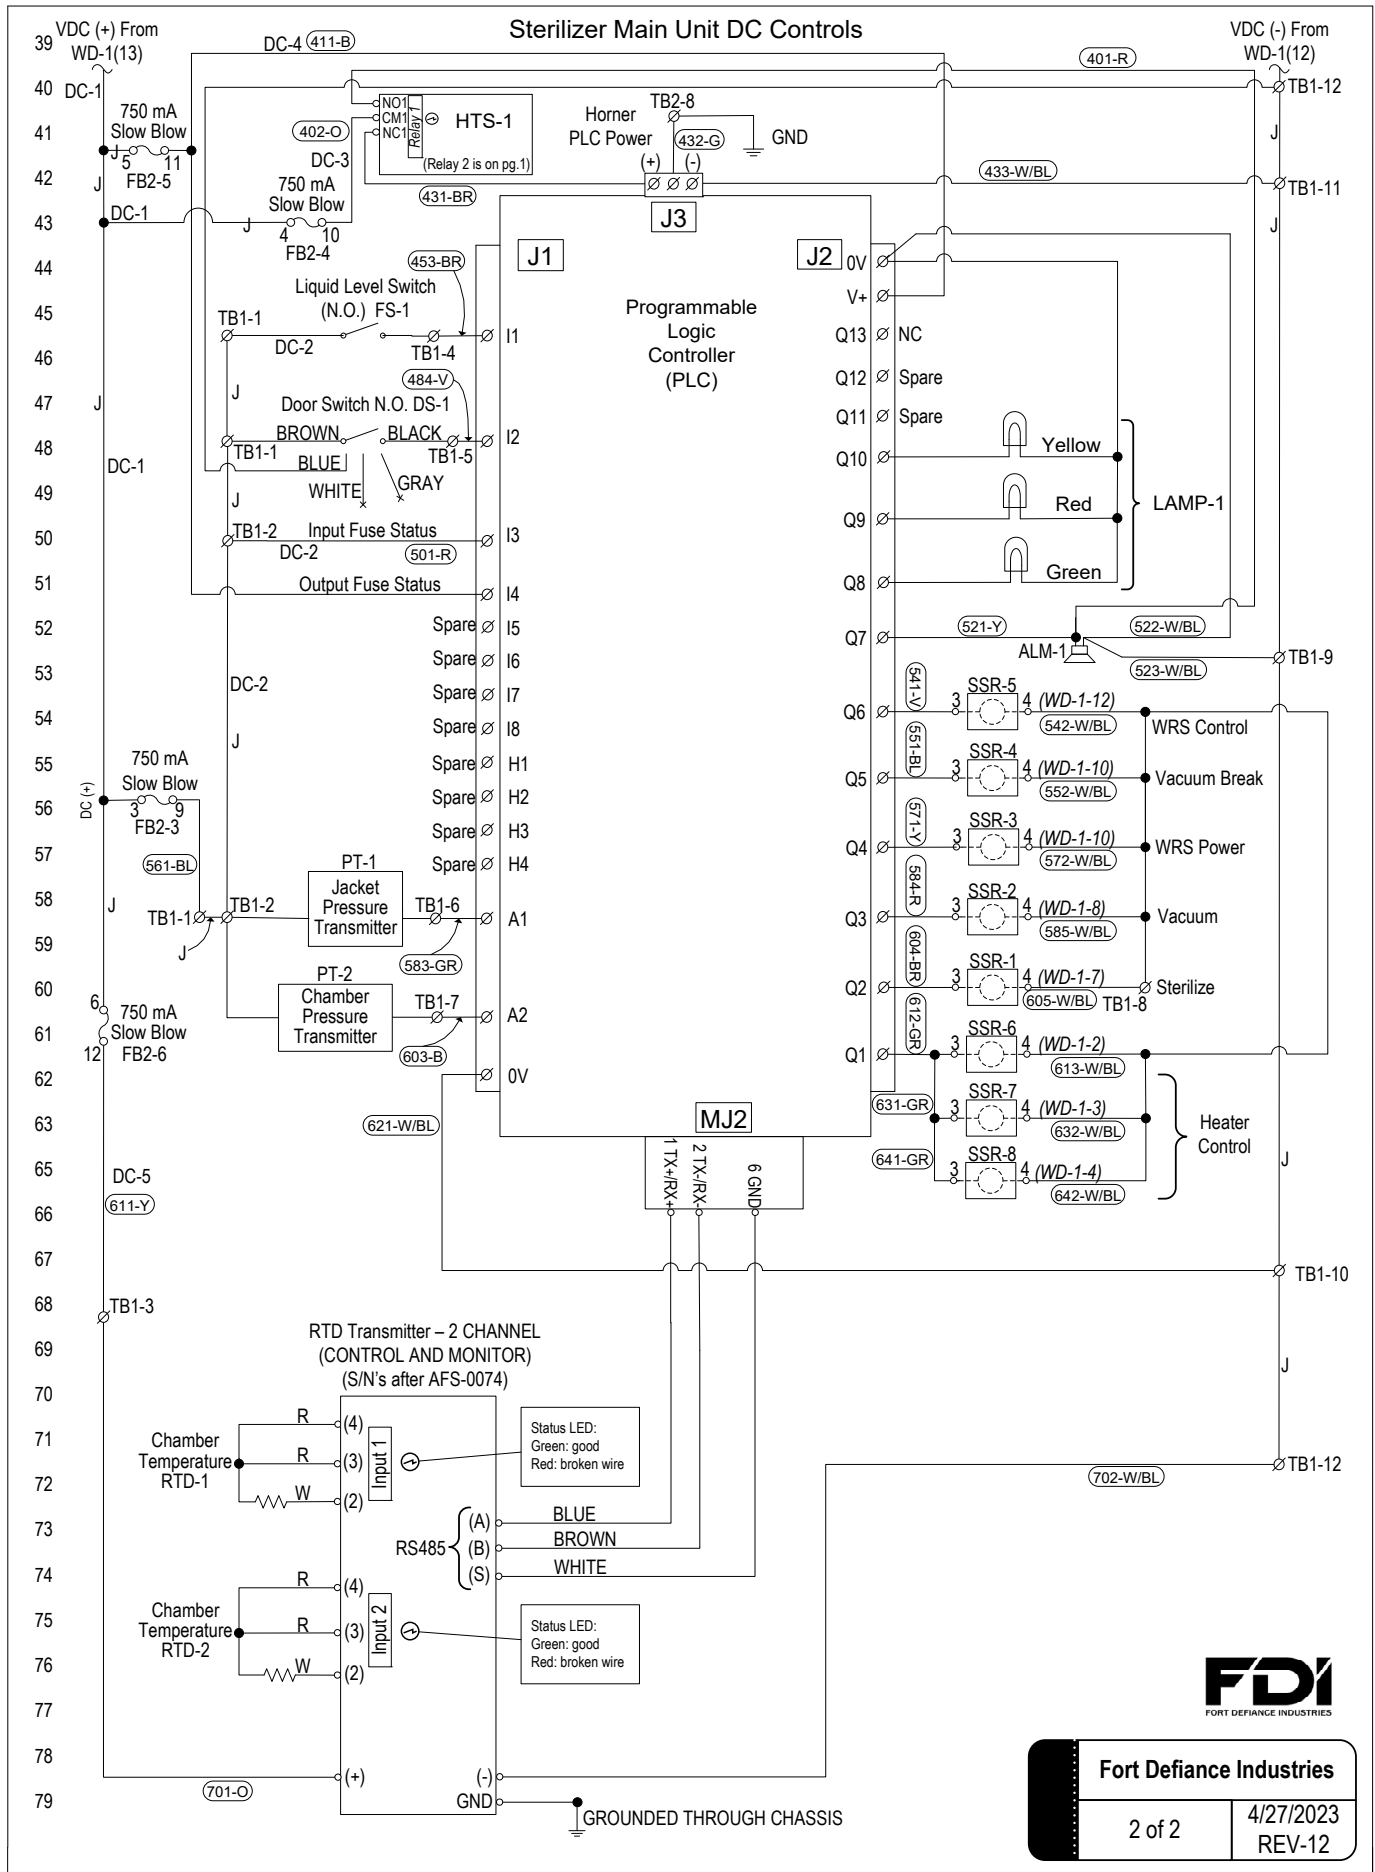 Sterilizer Main Unit DC Controls
39
40
41
42
43
44
45
46
47
48
49
50
51
52
53
54
55
56
57
58
59
60
61
62
63
65
66
67
68
69
70
71
72
73
74
75
76
77
78
79
VDC (+) From
WD-1(13)
VDC (-) From
WD-1(12)
DC-4
411-B
401-R
TB1-12
DC-1
750 mA
Slow Blow
J
5
11
FB2-5
J
402-O
DC-3
NO1
CM1
NC1
Relay 1
HTS-1
(Relay 2 is on pg.1)
Horner
PLC Power
TB2-8
432-G
GND
(+)
(-)
J
431-BR
433-W/BL
TB1-11
J3
DC-1
J
750 mA
Slow Blow
4
10
FB2-4
J
J1
J2
Programmable
Logic
Controller
(PLC)
453-BR
Liquid Level Switch
(N.O.) FS-1
TB1-1
DC-2
TB1-4
I1
J
484-V
Door Switch N.O. DS-1
BROWN
BLACK
TB1-1
TB1-5
I2
BLUE
WHITE
GRAY
J
J
DC-1
TB1-2
Input Fuse Status
DC-2
501-R
I3
Output Fuse Status
I4
Spare
I5
Spare
I6
Spare
I7
Spare
I8
Spare
H1
Spare
H2
Spare
H3
Spare
H4
DC-2
J
DC (+)
750 mA
Slow Blow
3
9
FB2-3
561-BL
J
TB1-1
J
TB1-2
PT-1
Jacket
Pressure
Transmitter
TB1-6
583-GR
A1
PT-2
Chamber
Pressure
Transmitter
TB1-7
603-B
A2
0V
621-W/BL
6
750 mA
Slow Blow
12
FB2-6
DC-5
611-Y
TB1-3
0V
V+
Q13
NC
Q12
Spare
Q11
Spare
Q10
Yellow
Q9
Red
LAMP-1
Q8
Green
Q7
521-Y
ALM-1
522-W/BL
523-W/BL
TB1-9
Q6
541-V
3
SSR-5
4
(WD-1-12)
542-W/BL
WRS Control
Q5
551-BL
3
SSR-4
4
(WD-1-10)
552-W/BL
Vacuum Break
Q4
571-Y
3
SSR-3
4
(WD-1-10)
572-W/BL
WRS Power
Q3
584-R
3
SSR-2
4
(WD-1-8)
585-W/BL
Vacuum
Q2
604-BR
3
SSR-1
4
(WD-1-7)
605-W/BL
TB1-8
Sterilize
Q1
612-GR
3
SSR-6
4
(WD-1-2)
613-W/BL
631-GR
3
SSR-7
4
(WD-1-3)
632-W/BL
641-GR
3
SSR-8
4
(WD-1-4)
642-W/BL
Heater
Control
J
MJ2
1 TX+/RX+
2 TX-/RX-
6 GND
TB1-10
J
TB1-12
702-W/BL
RTD Transmitter – 2 CHANNEL
(CONTROL AND MONITOR)
(S/N's after AFS-0074)
Chamber
Temperature
RTD-1
R
(4)
R
(3)
W
(2)
Input 1
Status LED:
Green: good
Red: broken wire
RS485
(A)
BLUE
(B)
BROWN
(S)
WHITE
Chamber
Temperature
RTD-2
R
(4)
R
(3)
W
(2)
Input 2
Status LED:
Green: good
Red: broken wire
701-O
(+)
(-)
GND
GROUNDED THROUGH CHASSIS
FDI
FORT DEFIANCE INDUSTRIES
Fort Defiance Industries
2 of 2
4/27/2023
REV-12